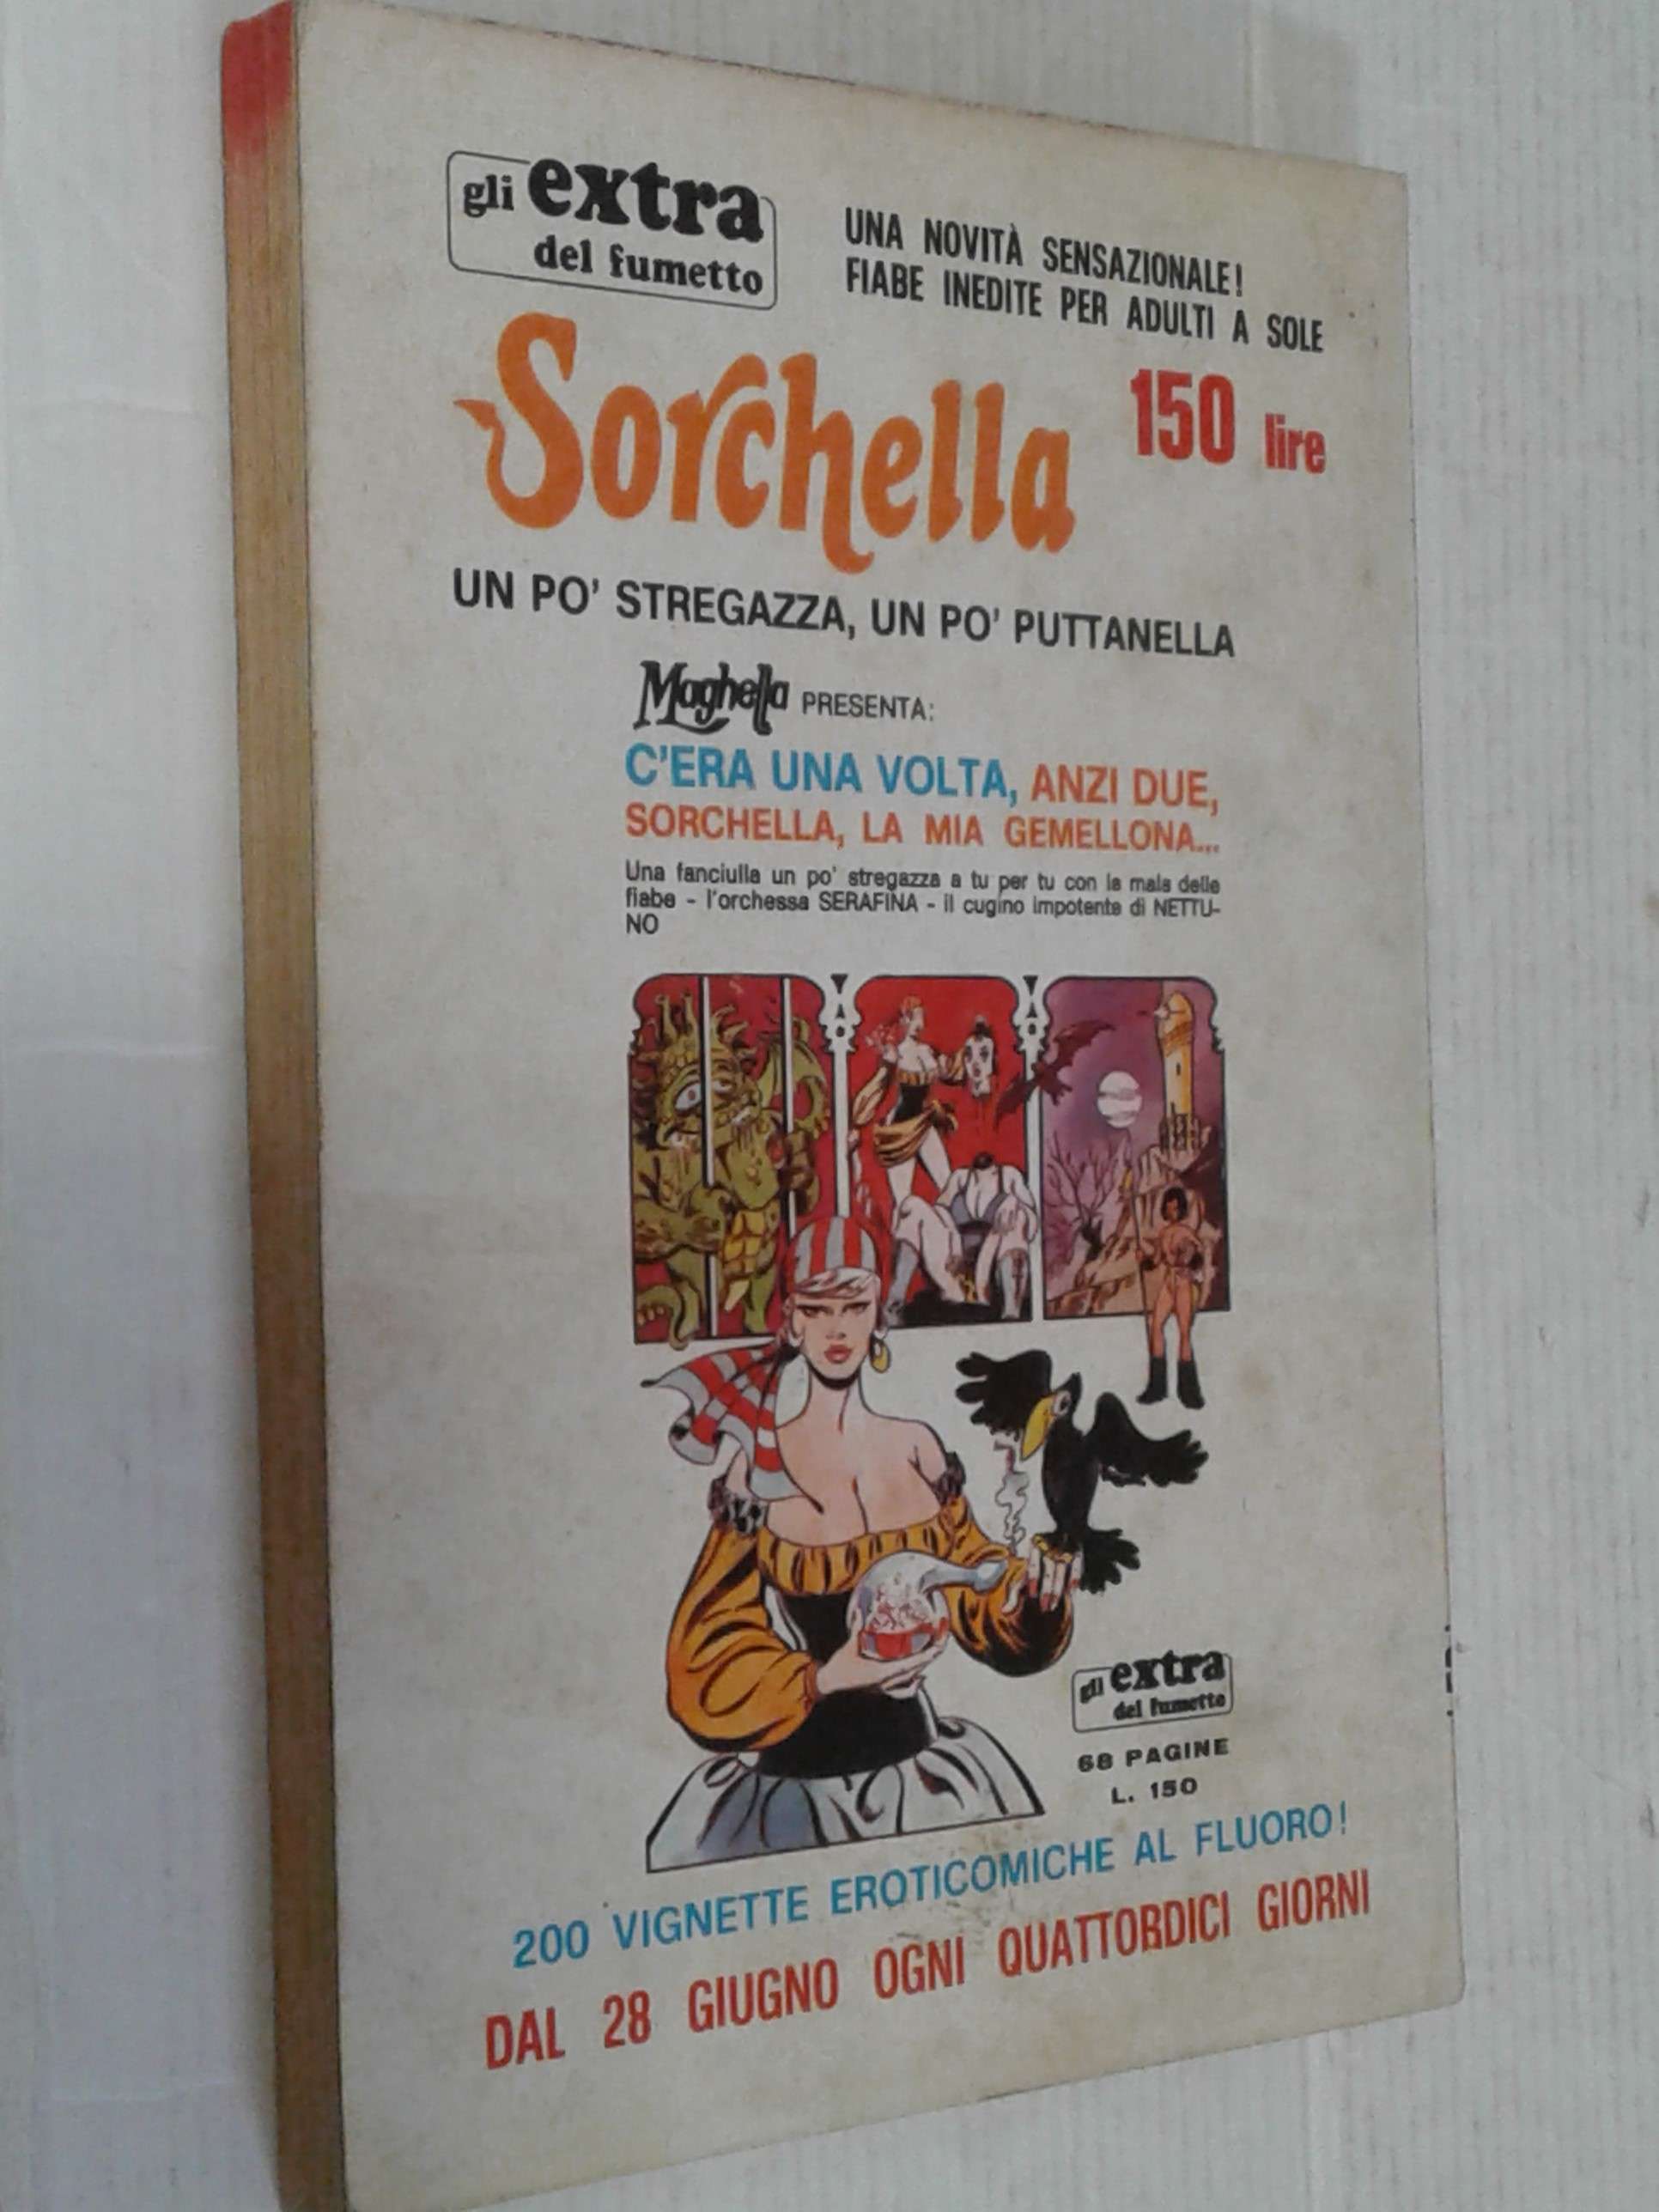 gli extra
del fumetto
UNA NOVITÀ SENSAZIONALE!
FIABE INEDITE PER ADULTI A SOLE
150 lire
Sorchella
UN PO' STREGAZZA, UN PO' PUTTANELLA
Maghella PRESENTA:
C'ERA UNA VOLTA, ANZI DUE,
SORCHELLA, LA MIA GEMELLONA...
Una fanciulla un po' stregazza a tu per tu con la mala delle
fiabe - l'orchessa SERAFINA - il cugino impotente di NETTU-
NO
gli extra
del fumetto
68 PAGINE
L. 150
200 VIGNETTE EROTICOMICHE AL FLUORO!
DAL 28 GIUGNO OGNI QUATTORDICI GIORNI